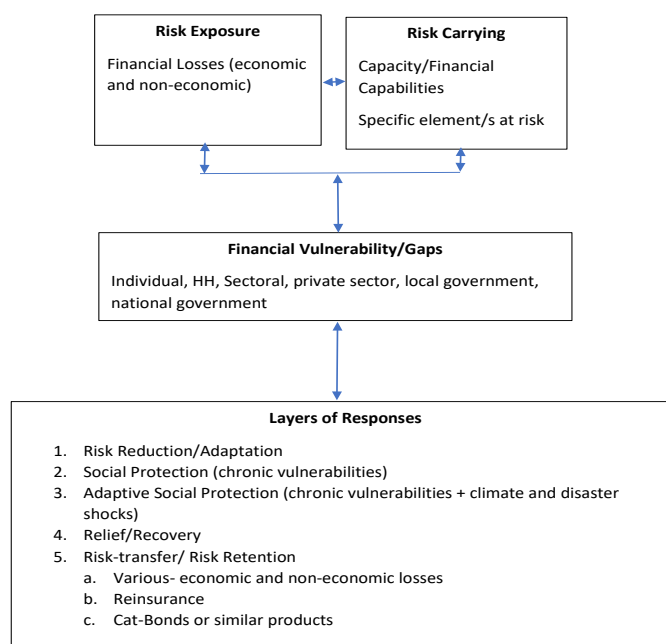 Risk Exposure
Financial Losses (economic
and non-economic)
Risk Carrying
Capacity/Financial
Capabilities
Specific element/s at risk
Financial Vulnerability/Gaps
Individual, HH, Sectoral, private sector, local government,
national government
Layers of Responses
1. Risk Reduction/Adaptation
2. Social Protection (chronic vulnerabilities)
3. Adaptive Social Protection (chronic vulnerabilities + climate and disaster
shocks)
4. Relief/Recovery
5. Risk-transfer/ Risk Retention
a. Various- economic and non-economic losses
b. Reinsurance
c. Cat-Bonds or similar products